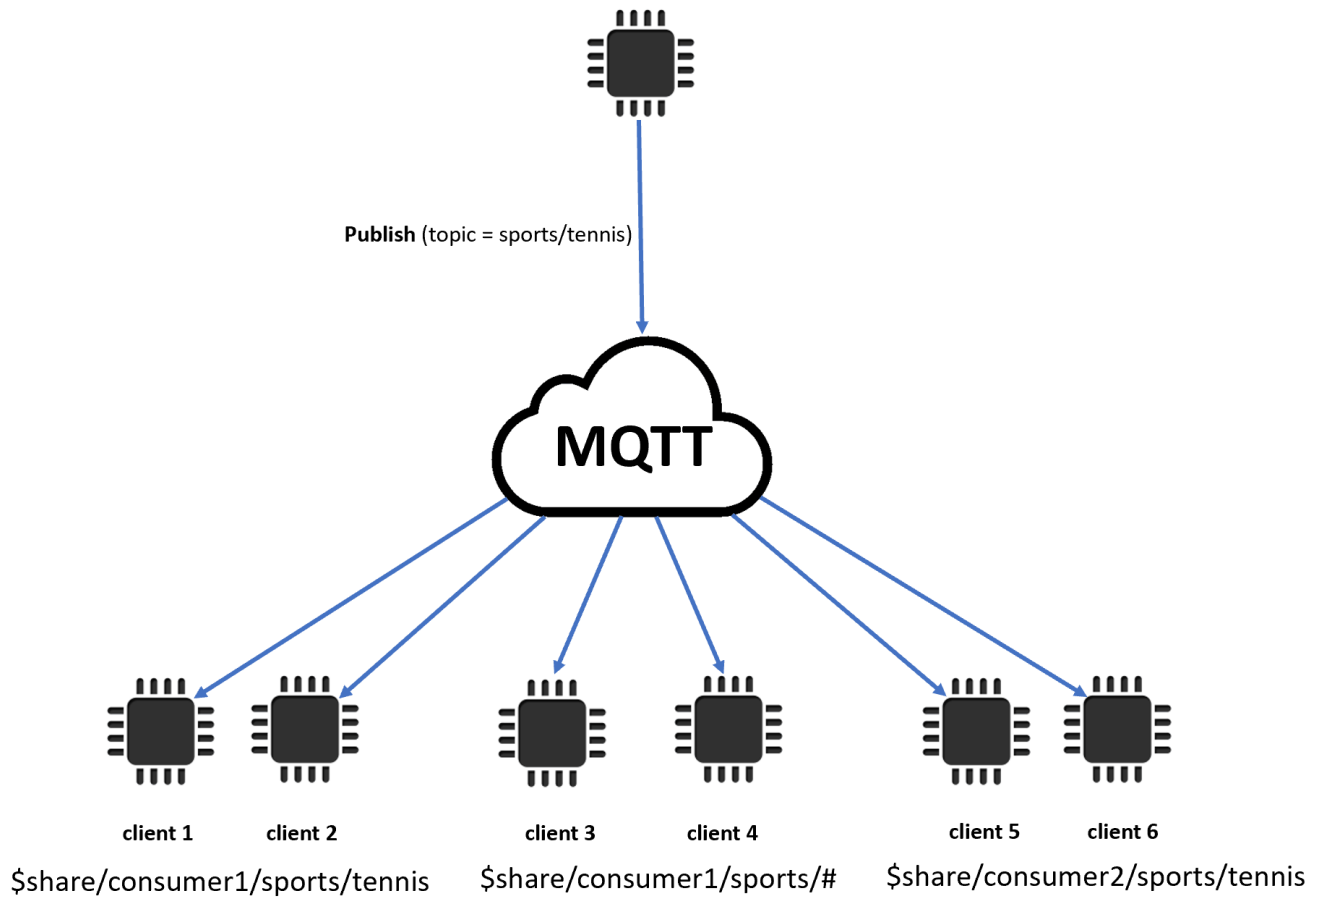 Publish (topic = sports/tennis)
MQTT
client 1
client 2
client 3
client 4
client 5
client 6
$share/consumer1/sports/tennis
$share/consumer1/sports/#
$share/consumer2/sports/tennis